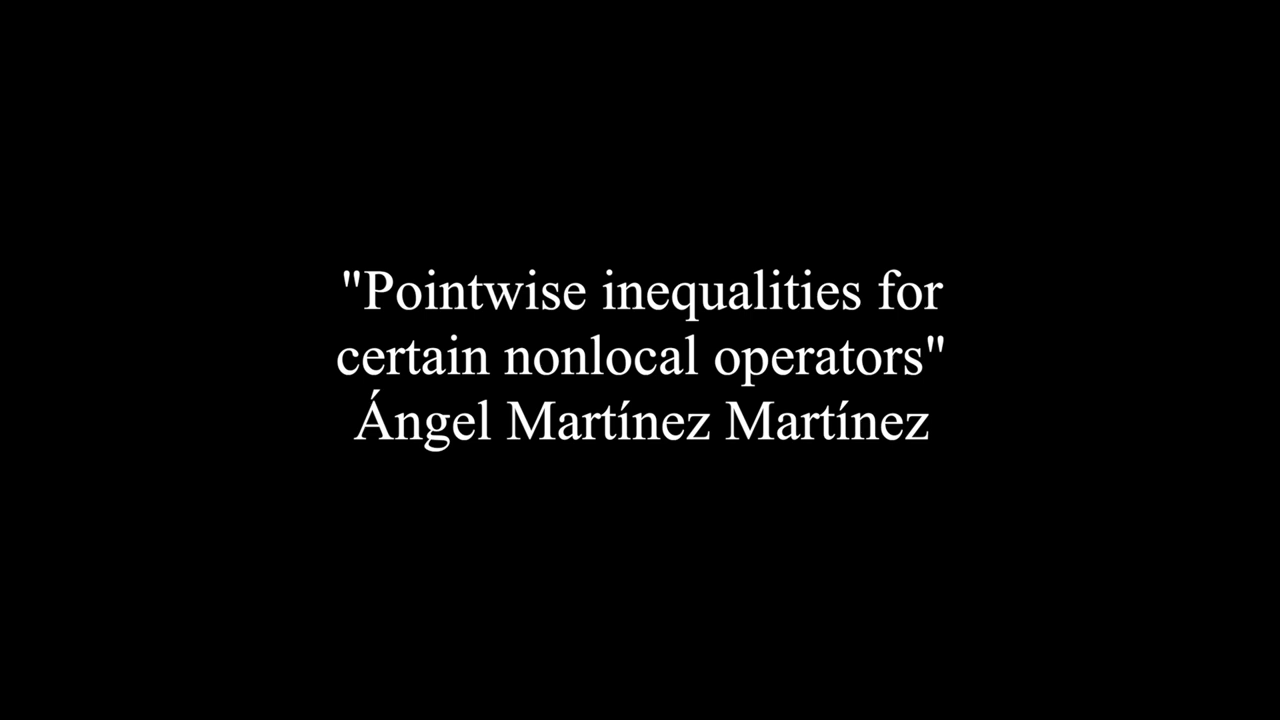 "Pointwise inequalities for
certain nonlocal operators"
Ángel Martínez Martínez